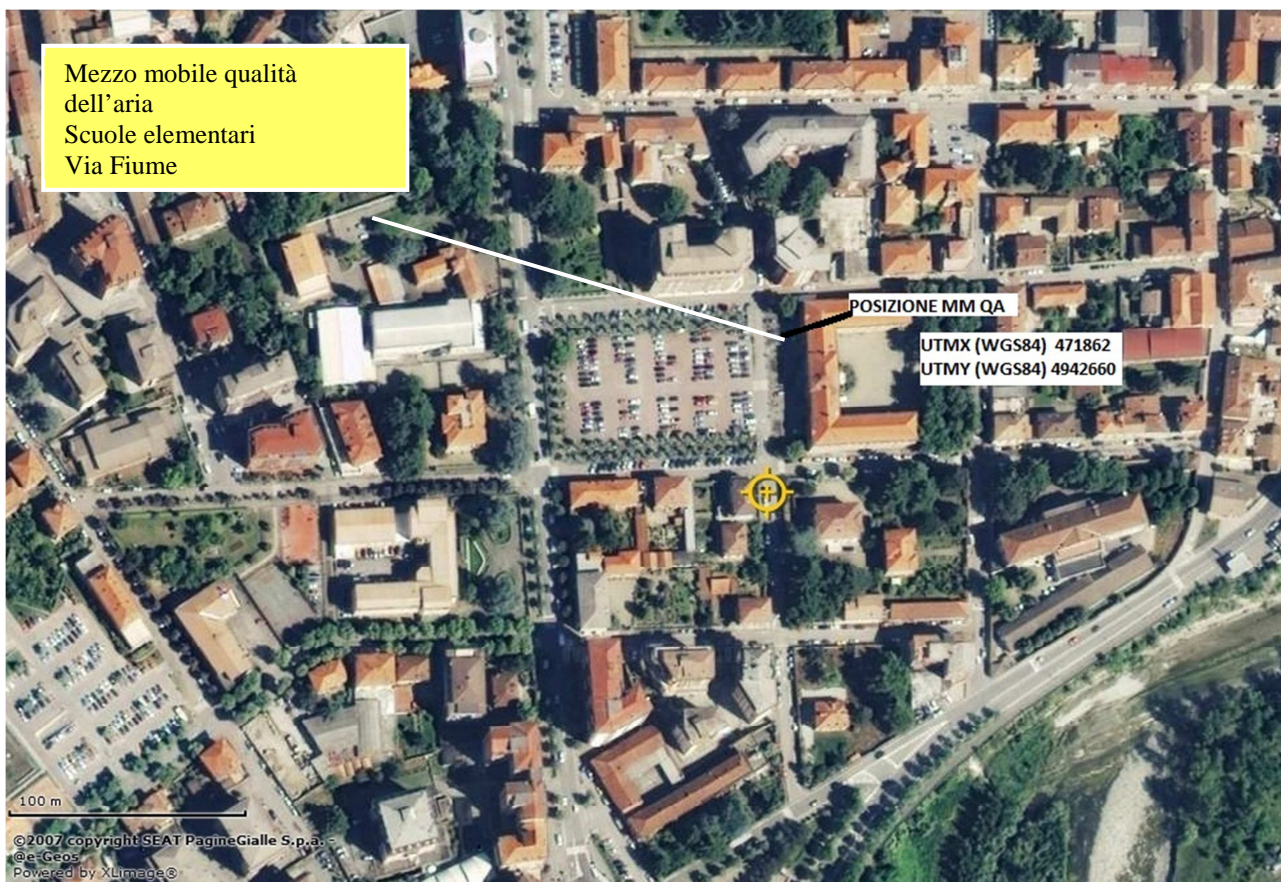 Mezzo mobile qualità
dell’aria
Scuole elementari
Via Fiume
POSIZIONE MM QA
UTMX (WGS84) 471862
UTMY (WGS84) 4942660
100 m
©2007 copyright SEAT PagineGialle S.p.a. -
@e-Geos
Powered by XLimage®